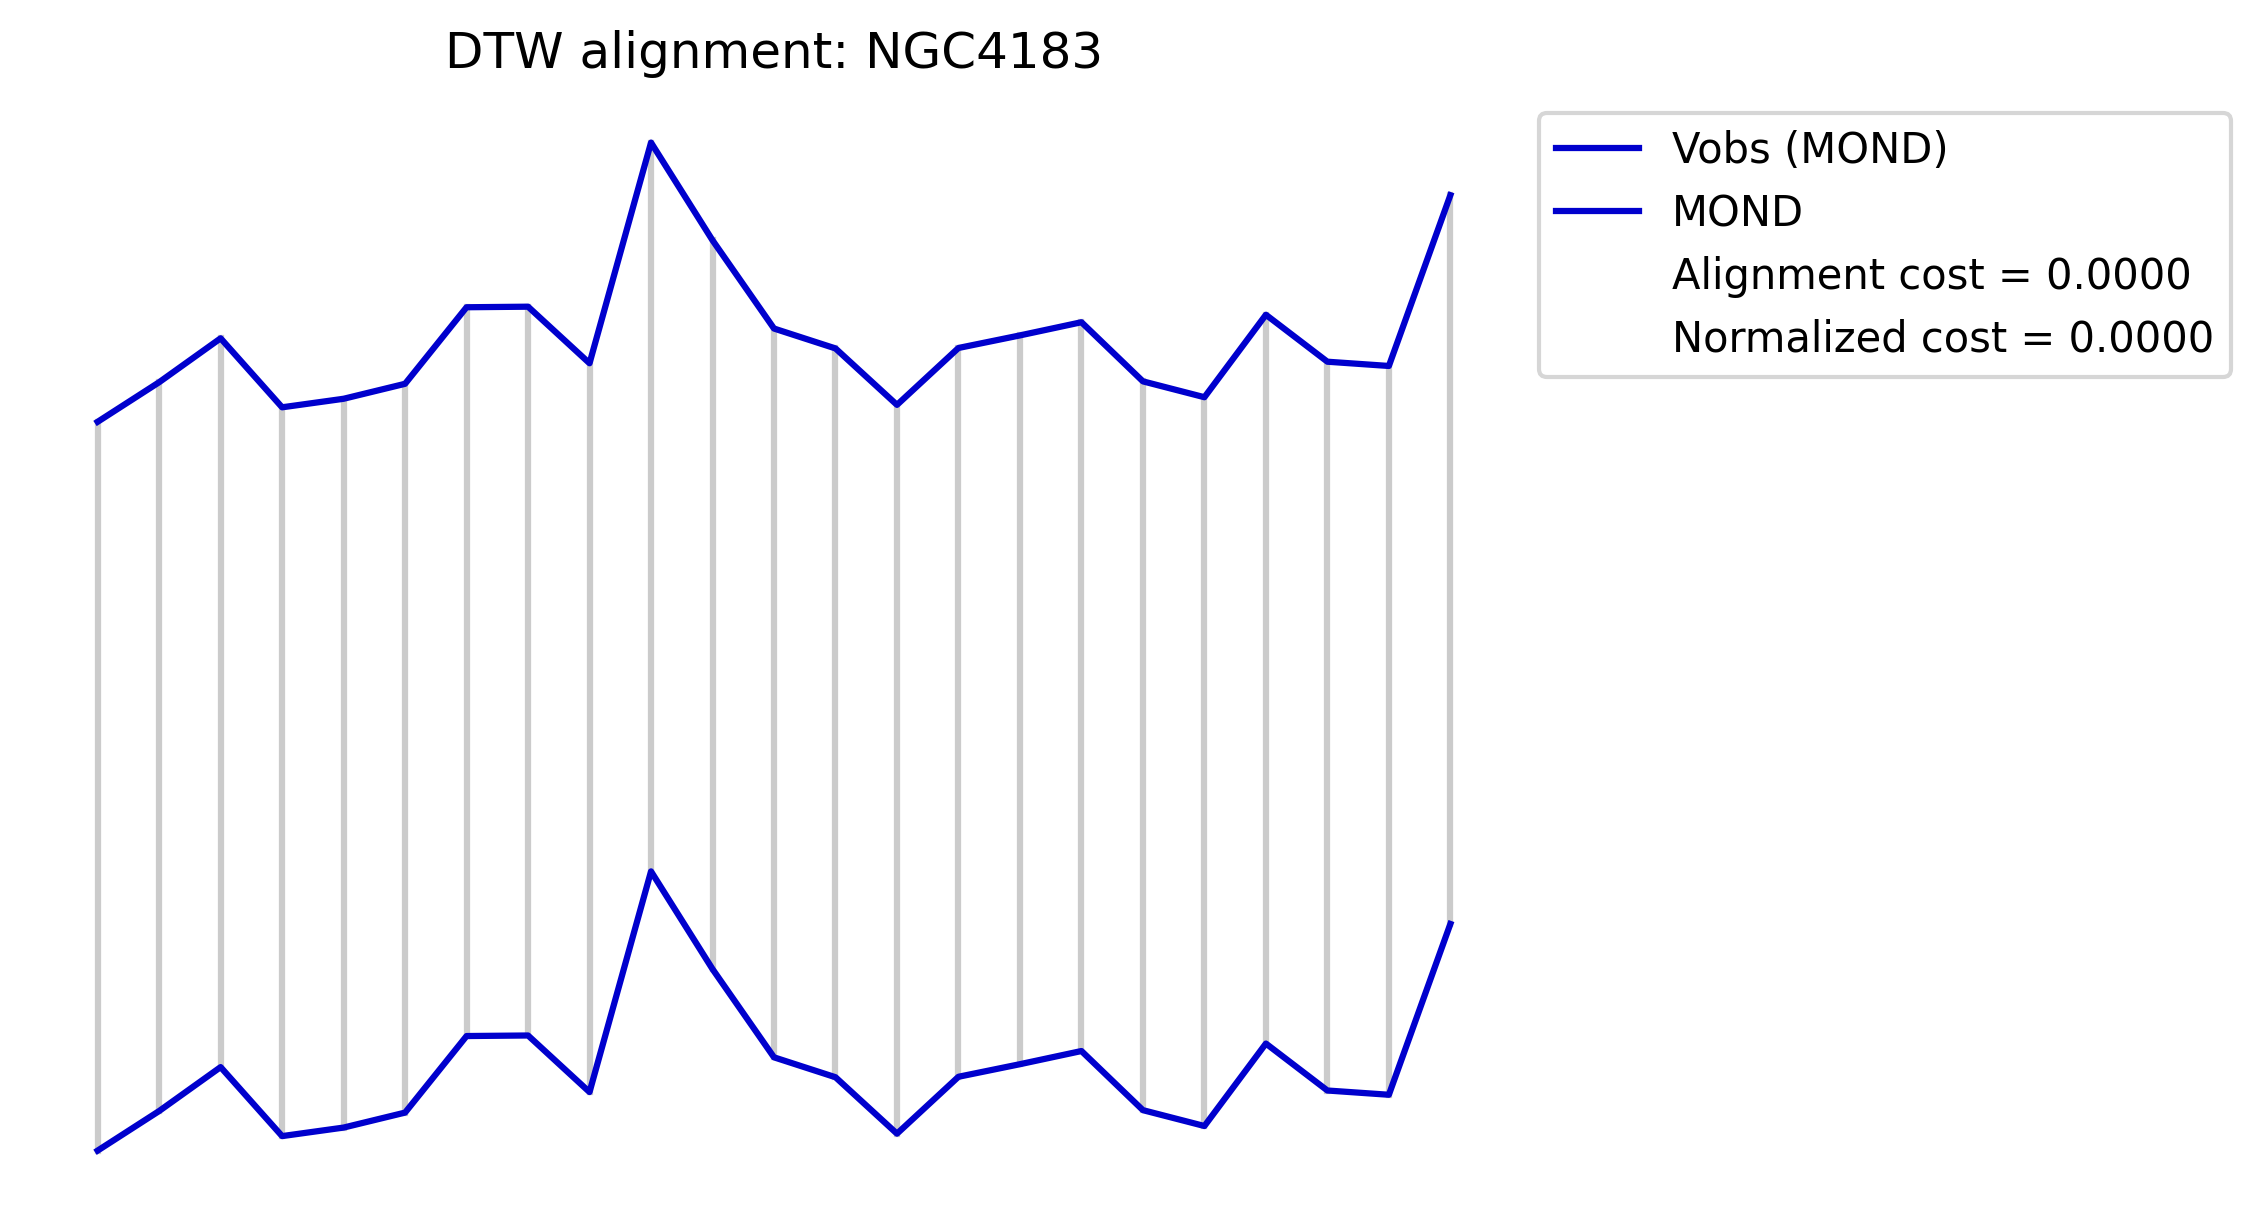 DTW alignment: NGC4183
Vobs (MOND)
MOND
Alignment cost = 0.0000
Normalized cost = 0.0000